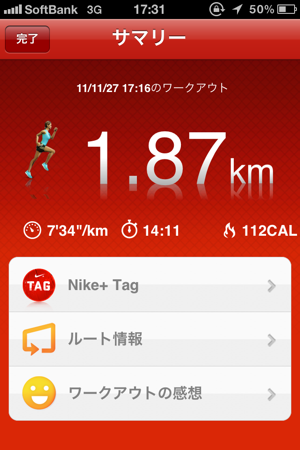 SoftBank 3G 17:31 50%
完了 サマリー
11/11/27 17:16のワークアウト
1.87km
7'34"/km 14:11 112CAL
TAG Nike+ Tag
ルート情報
ワークアウトの感想